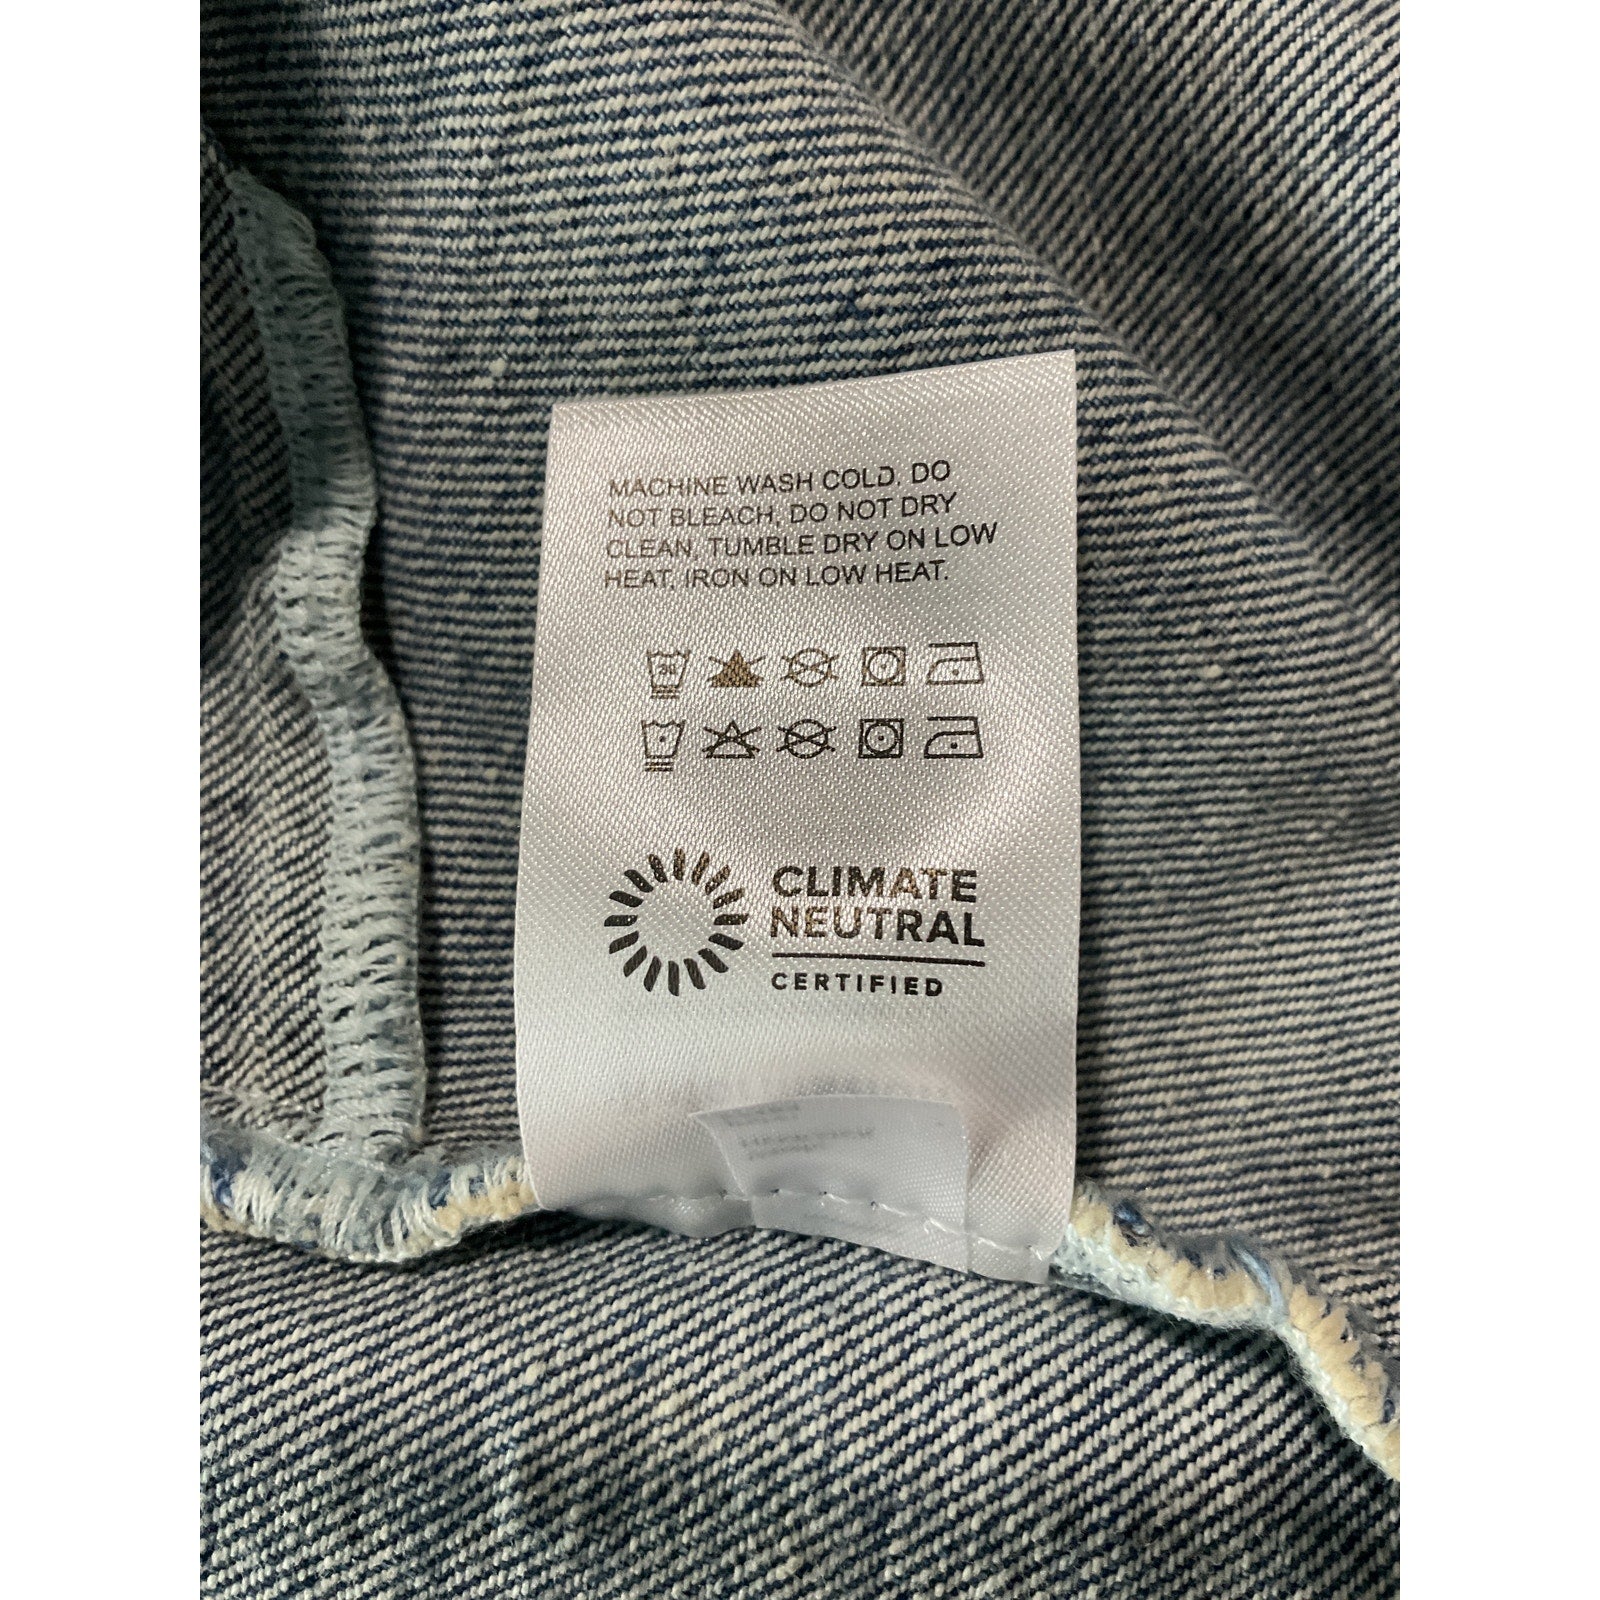 MACHINE WASH COLD. DO
NOT BLEACH, DO NOT DRY
CLEAN, TUMBLE DRY ON LOW
HEAT, IRON ON LOW HEAT.
CLIMATE
NEUTRAL
CERTIFIED